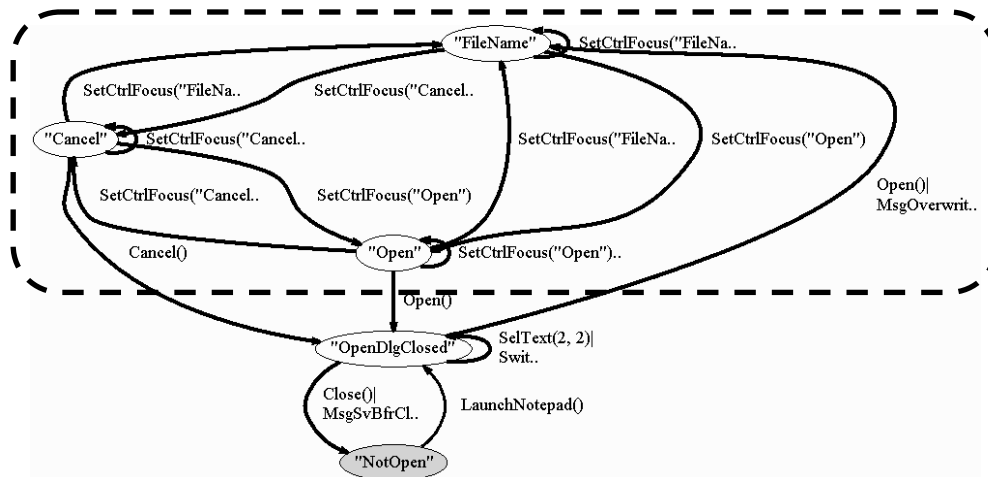 "FileName"
SetCtrlFocus("FileNa..
SetCtrlFocus("FileNa..
SetCtrlFocus("Cancel..
"Cancel"
SetCtrlFocus("Cancel..
SetCtrlFocus("FileNa..
SetCtrlFocus("Open")
SetCtrlFocus("Cancel..
SetCtrlFocus("Open")
Open()|
MsgOverwrit..
Cancel()
"Open"
SetCtrlFocus("Open")..
Open()
"OpenDlgClosed"
SelText(2, 2)|
Swit..
Close()|
MsgSvBfrCl..
LaunchNotepad()
"NotOpen"